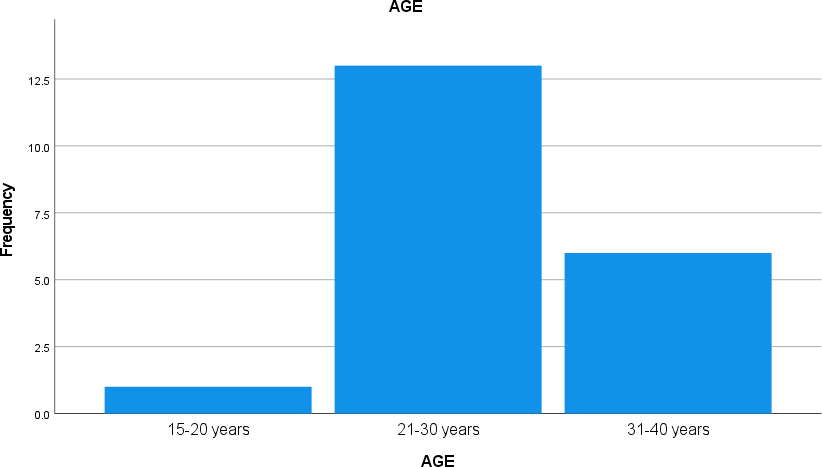 AGE
Frequency
12.5
10.0
7.5
5.0
2.5
0.0
15-20 years
21-30 years
31-40 years
AGE